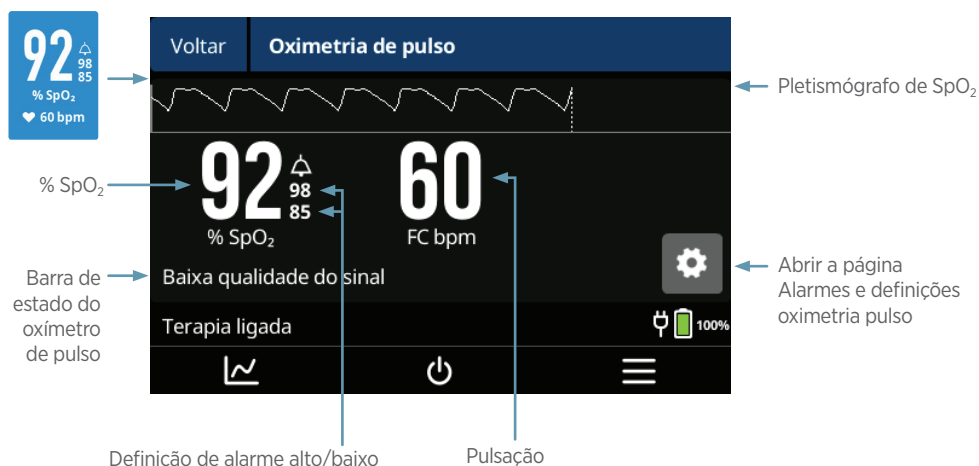 92
98
85
% SpO₂
60 bpm
Voltar
Oximetria de pulso
Pletismógrafo de SpO₂
% SpO₂
92
98
85
% SpO₂
60
FC bpm
Barra de
estado do
oxímetro
de pulso
Baixa qualidade do sinal
Abrir a página
Alarmes e definições
oximetria pulso
Terapia ligada
100%
Definição de alarme alto/baixo
Pulsação